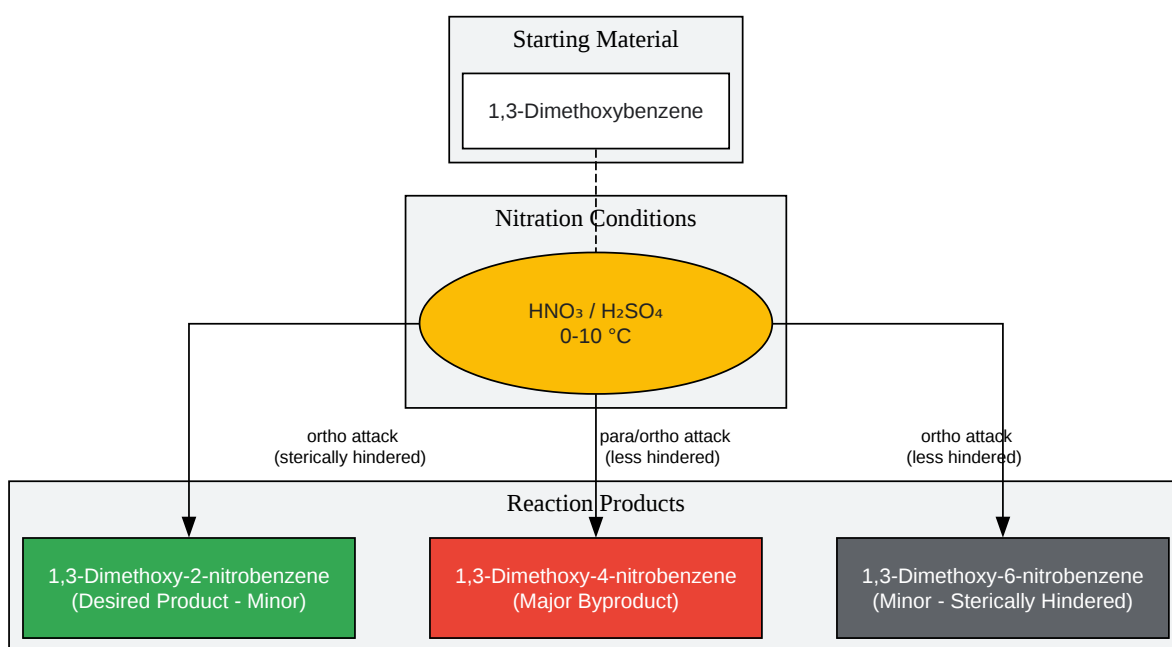 Starting Material
1,3-Dimethoxybenzene
Nitration Conditions
HNO₃ / H₂SO₄
0-10 °C
ortho attack
(sterically hindered)
para/ortho attack
(less hindered)
ortho attack
(less hindered)
Reaction Products
1,3-Dimethoxy-2-nitrobenzene
(Desired Product - Minor)
1,3-Dimethoxy-4-nitrobenzene
(Major Byproduct)
1,3-Dimethoxy-6-nitrobenzene
(Minor - Sterically Hindered)